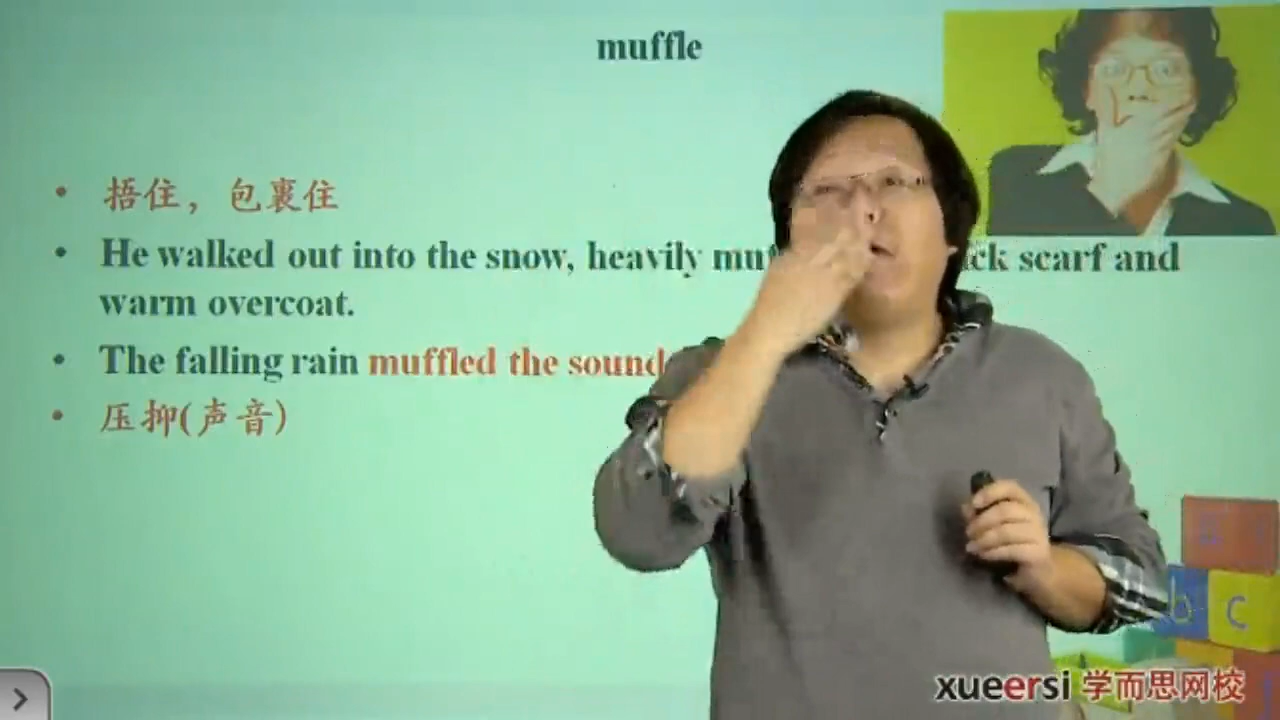 muffle
捂住，包裹住
He walked out into the snow, heavily ck scarf and
warm overcoat.
The falling rain muffled the sound
压抑(声音)
b c
xueersi 学而思网校